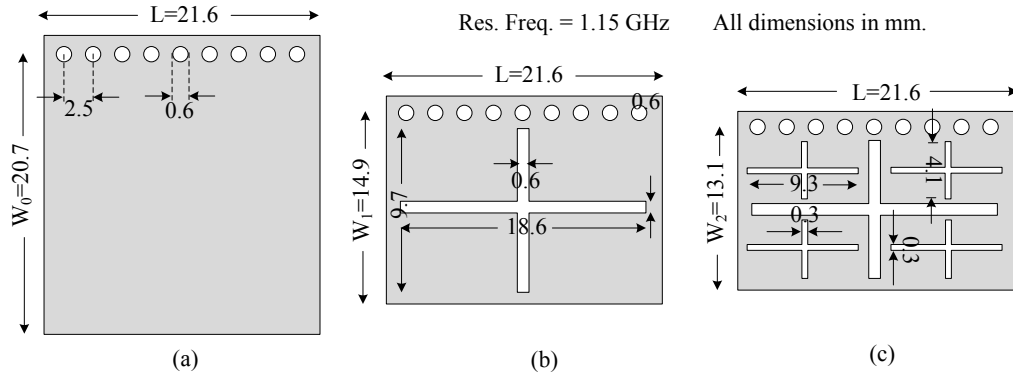 L=21.6
Res. Freq. = 1.15 GHz All dimensions in mm.
2.5
0.6
W0=20.7
(a)
L=21.6
0.6
W1=14.9
9.7
0.6
18.6
(b)
L=21.6
W2=13.1
4.1
9.3
0.3
0.3
(c)